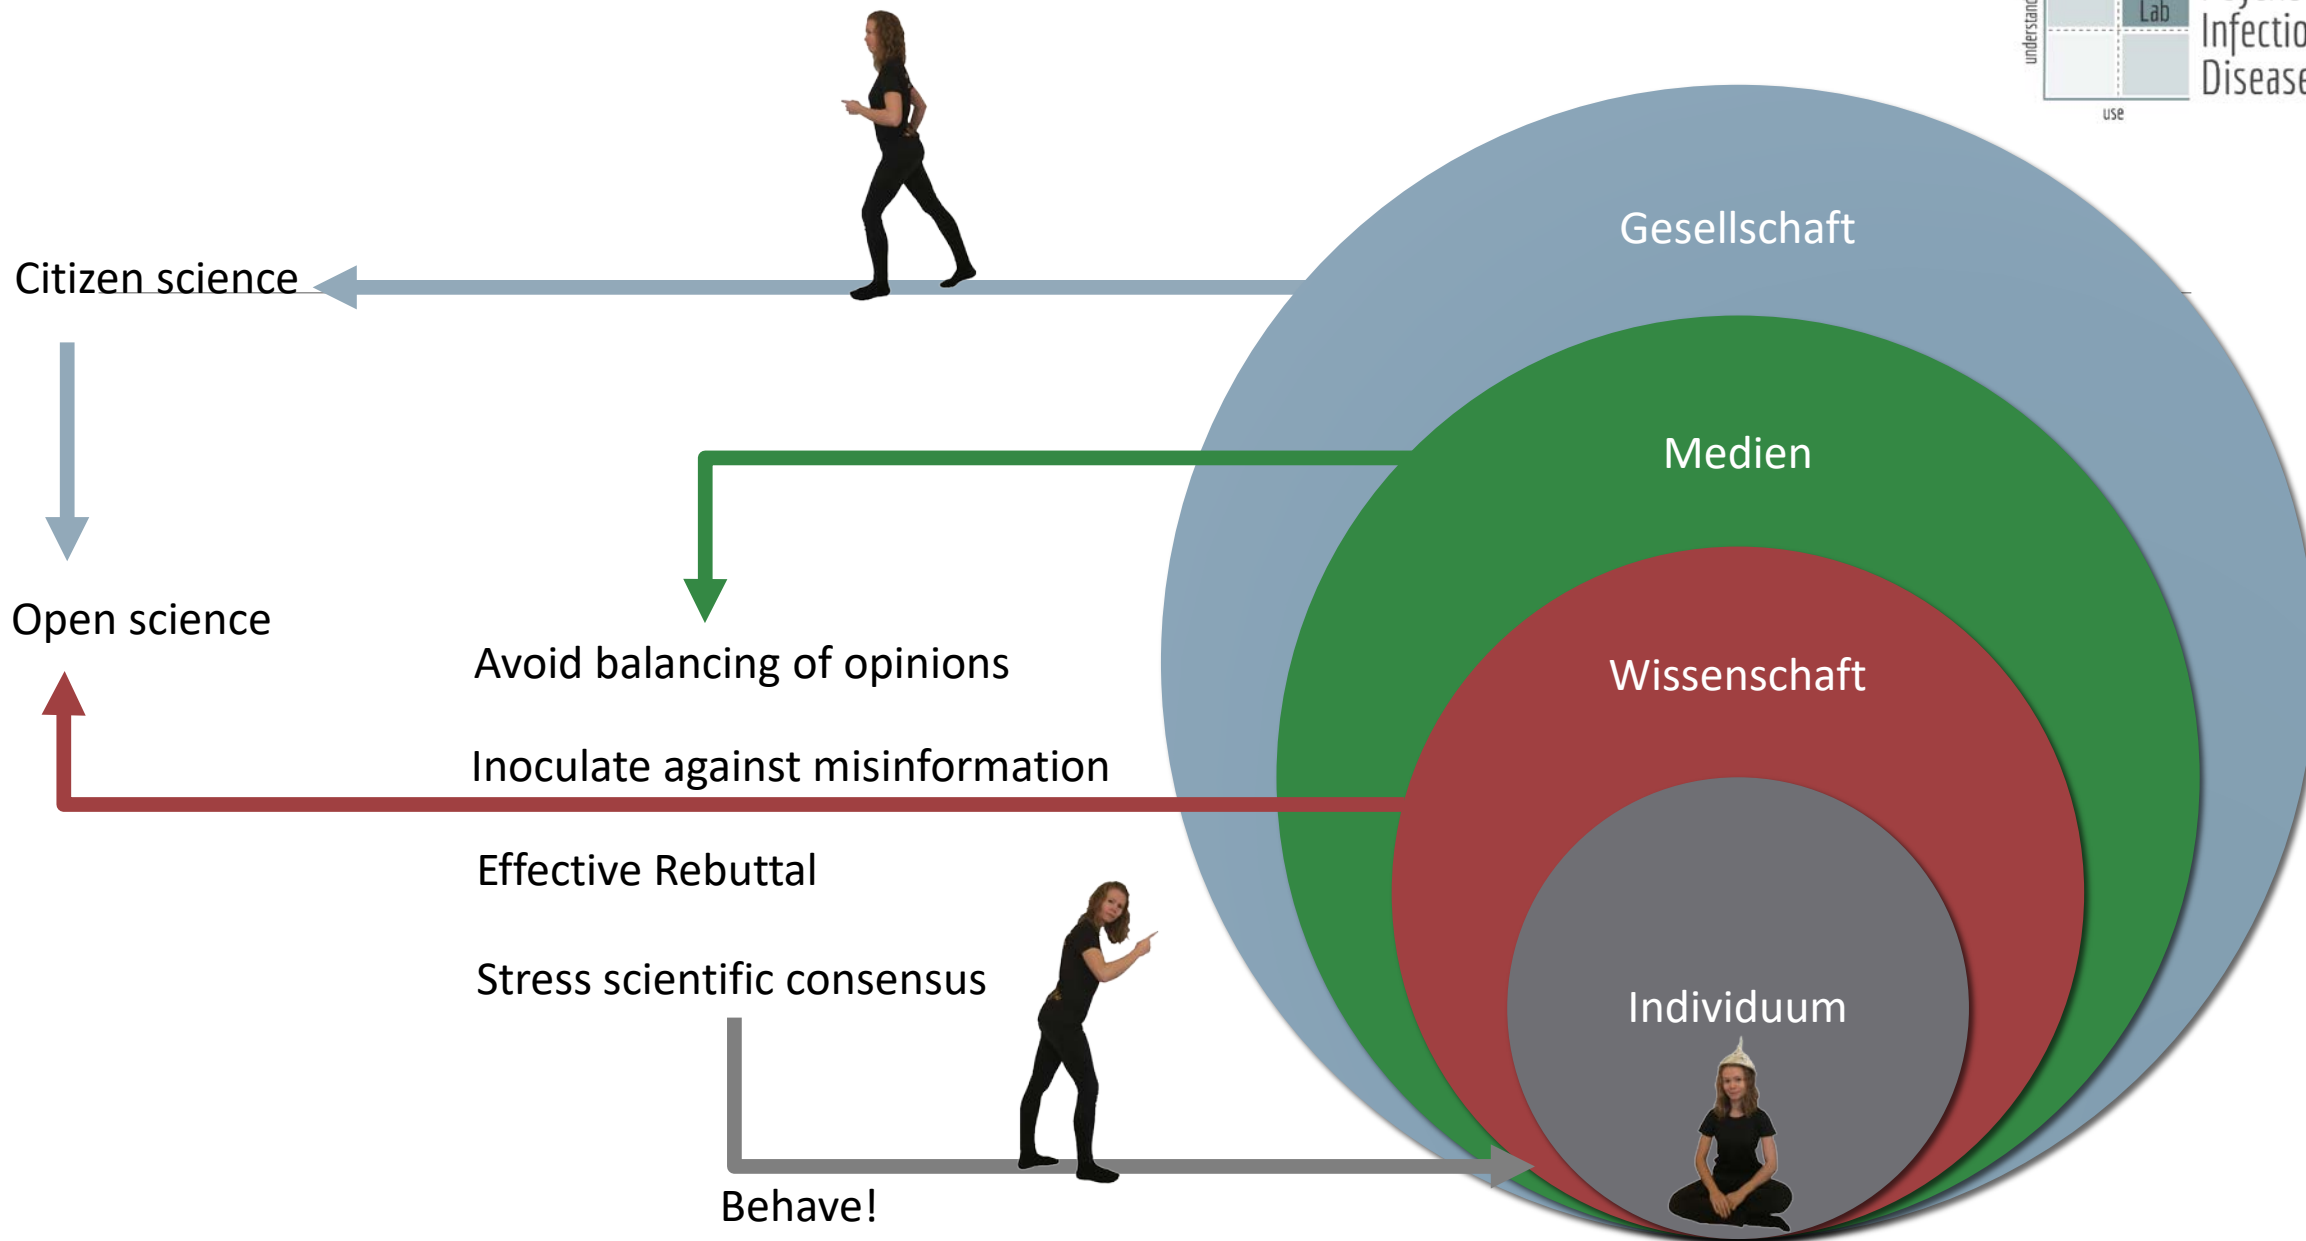 understand
Lab
Infectio
Disease
use
Gesellschaft
Citizen science
Medien
Open science
Avoid balancing of opinions
Wissenschaft
Inoculate against misinformation
Effective Rebuttal
Stress scientific consensus
Individuum
Behave!